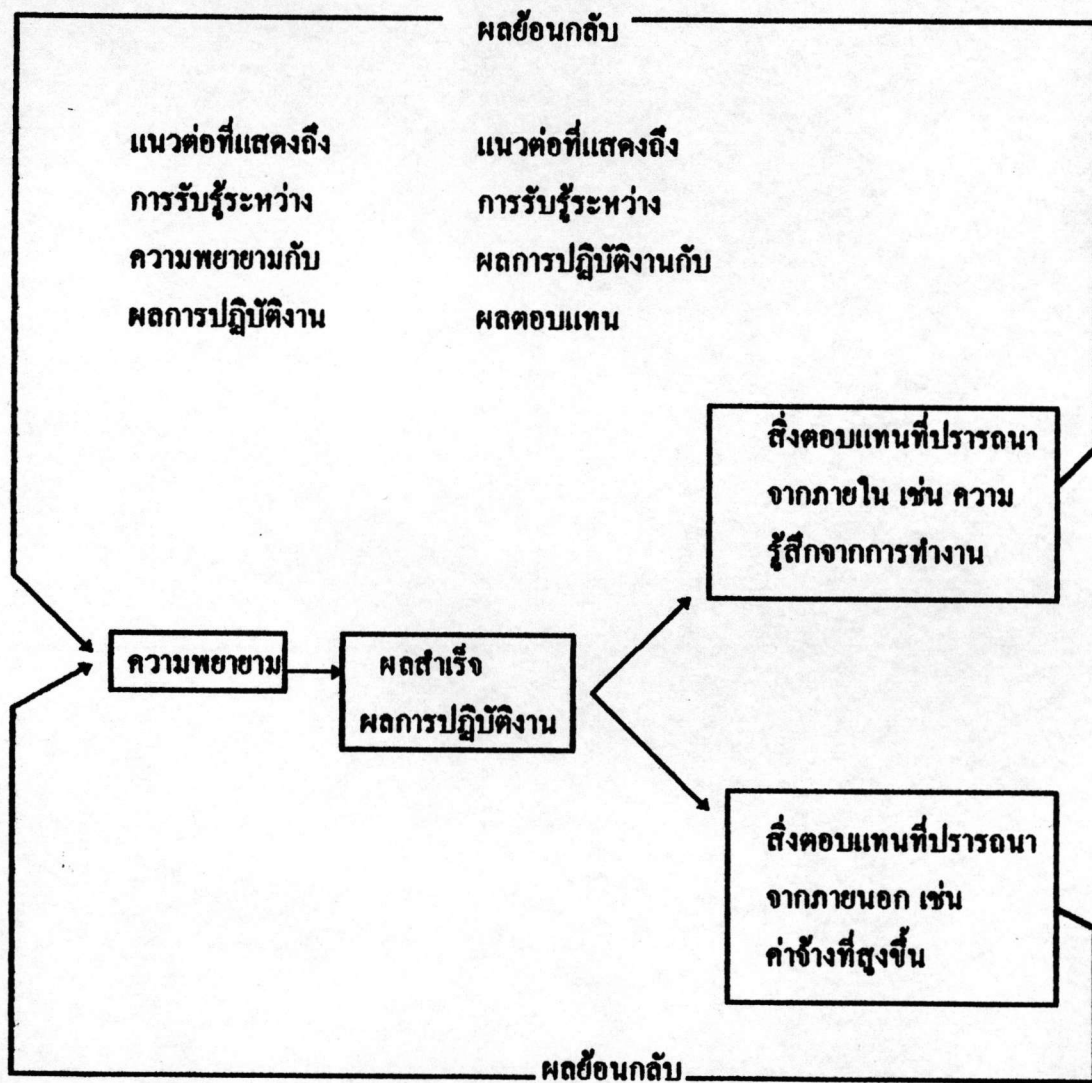 ผลย้อนกลับ
แนวต่อที่แสดงถึง
การรับรู้ระหว่าง
ความพยายามกับ
ผลการปฏิบัติงาน
แนวต่อที่แสดงถึง
การรับรู้ระหว่าง
ผลการปฏิบัติงานกับ
ผลตอบแทน
สิ่งตอบแทนที่ปรารถนา
จากภายใน เช่น ความ
รู้สึกจากการทำงาน
ความพยายาม
ผลสำเร็จ
ผลการปฏิบัติงาน
สิ่งตอบแทนที่ปรารถนา
จากภายนอก เช่น
ค่าจ้างที่สูงขึ้น
ผลย้อนกลับ